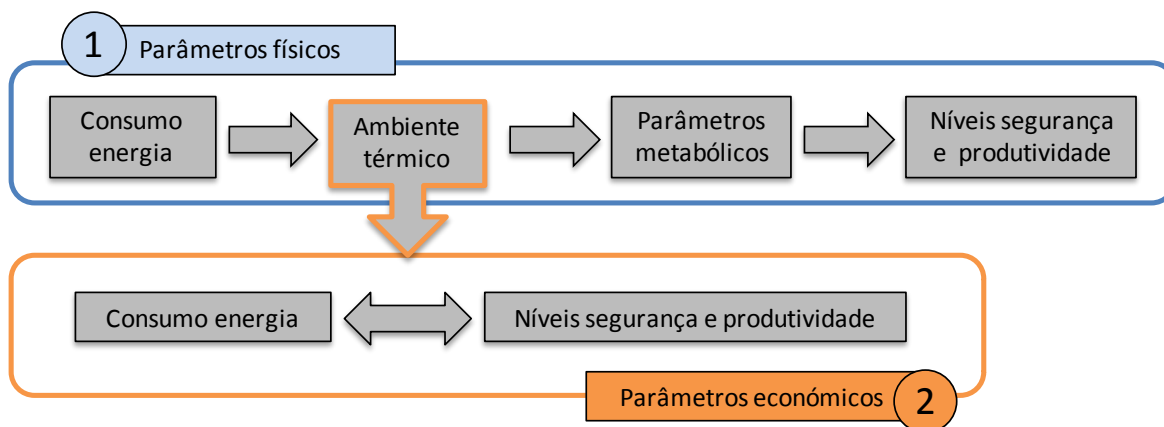 1
Parâmetros físicos
Consumo
energia
Ambiente
térmico
Parâmetros
metabólicos
Níveis segurança
e produtividade
Consumo energia
Níveis segurança e produtividade
Parâmetros económicos
2